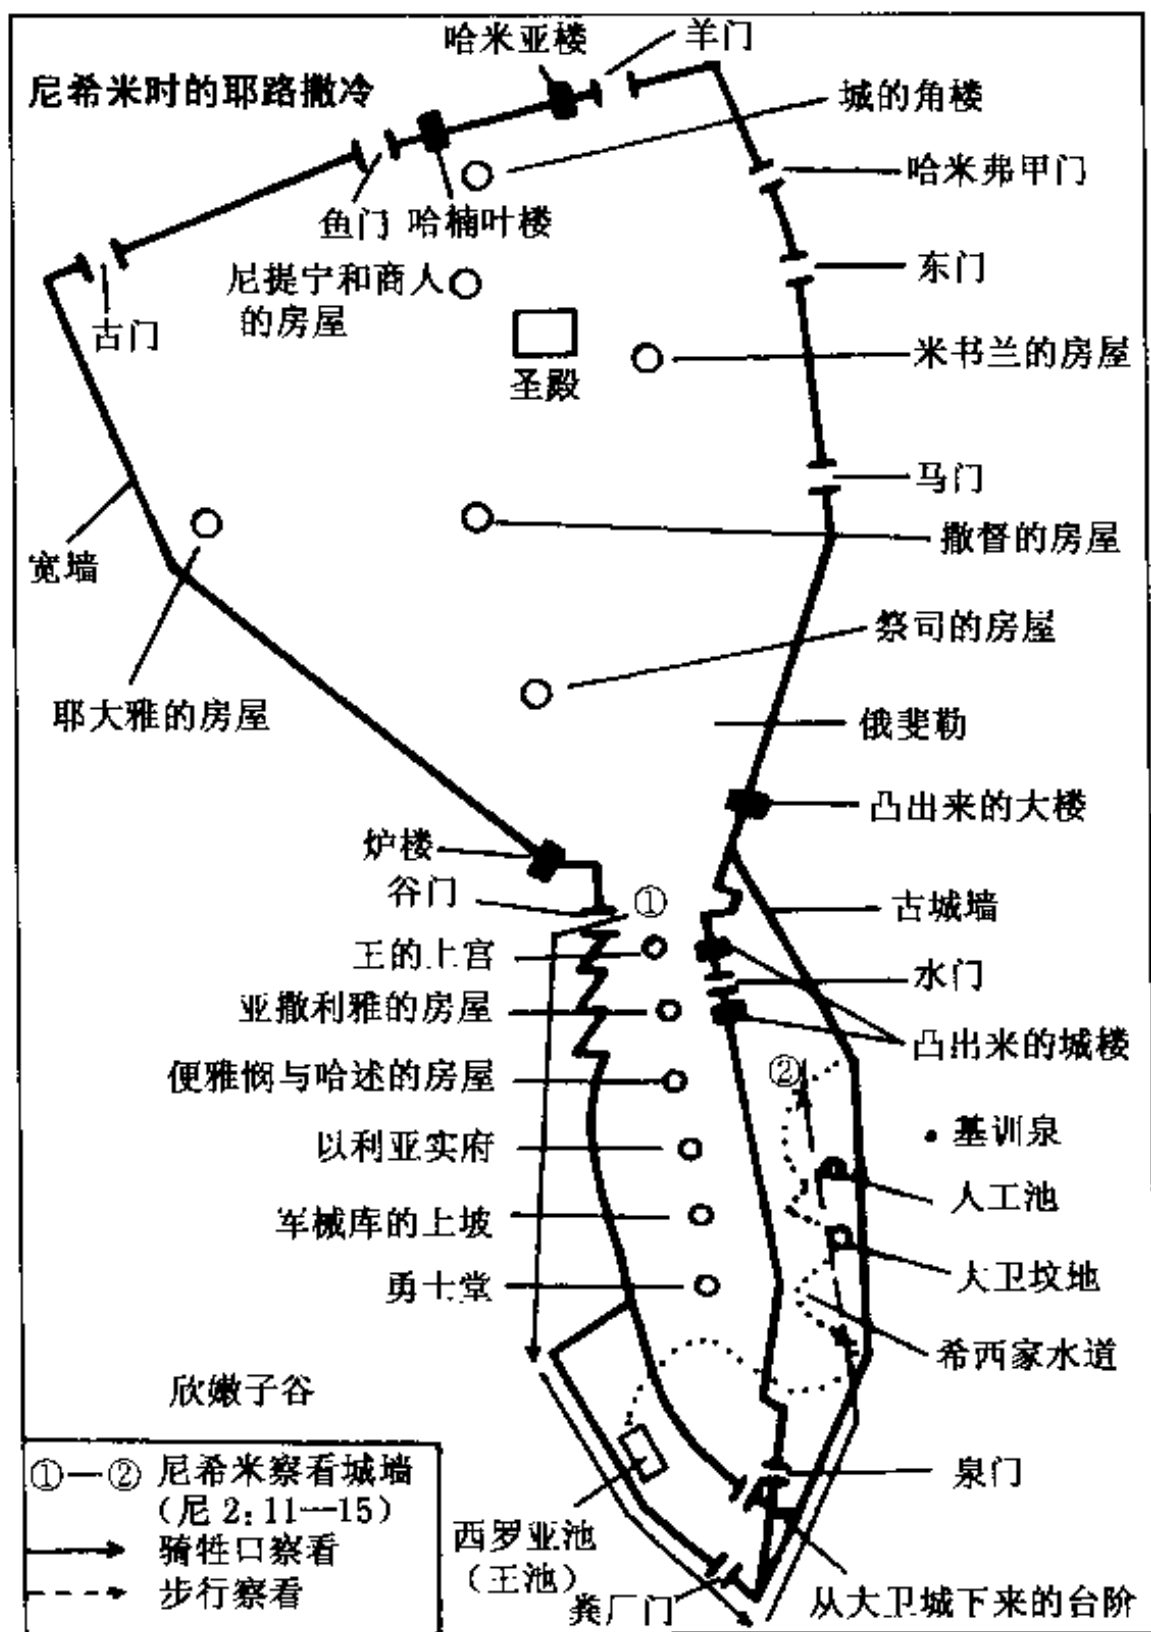 尼希米时的耶路撒冷
哈米亚楼
羊门
城的角楼
哈米弗甲门
鱼门
哈楠叶楼
东门
古门
尼提宁和商人
的房屋
米书兰的房屋
圣殿
马门
宽墙
撒督的房屋
祭司的房屋
耶大雅的房屋
俄斐勒
凸出来的大楼
炉楼
谷门
①
古城墙
王的上宫
水门
亚撒利雅的房屋
凸出来的城楼
便雅悯与哈述的房屋
②
基训泉
以利亚实府
人工池
军械库的上坡
大卫坟地
勇士堂
希西家水道
欣嫩子谷
①—②尼希米察看城墙
(尼 2:11—15)
骑牲口察看
步行察看
泉门
西罗亚池
(王池)
粪厂门
从大卫城下来的台阶